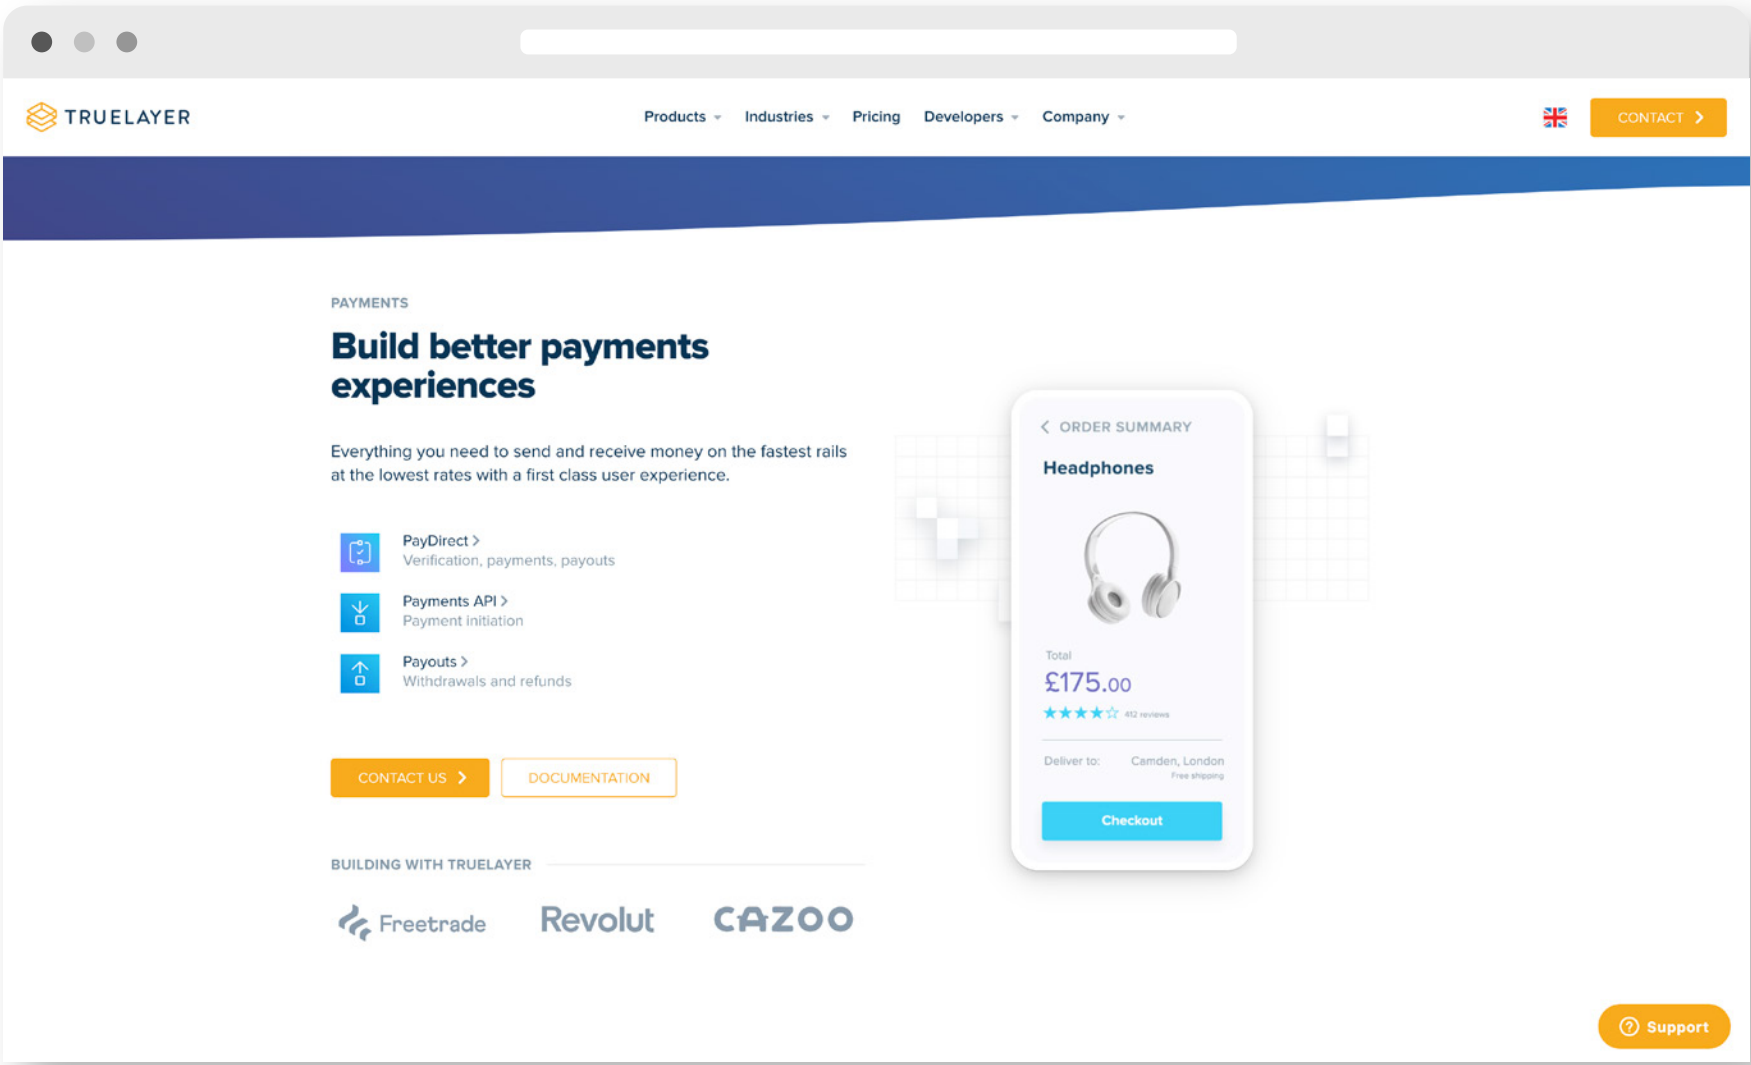 TRUELAYER
Products
Industries
Pricing
Developers
Company
CONTACT
PAYMENTS
Build better payments
experiences
Everything you need to send and receive money on the fastest rails
at the lowest rates with a first class user experience.
PayDirect
Verification, payments, payouts
Payments API
Payment initiation
Payouts
Withdrawals and refunds
CONTACT US
DOCUMENTATION
BUILDING WITH TRUELAYER
Freetrade
Revolut
CAZOO
ORDER SUMMARY
Headphones
Total
£175.00
412 reviews
Deliver to: Camden, London
Free shipping
Checkout
Support